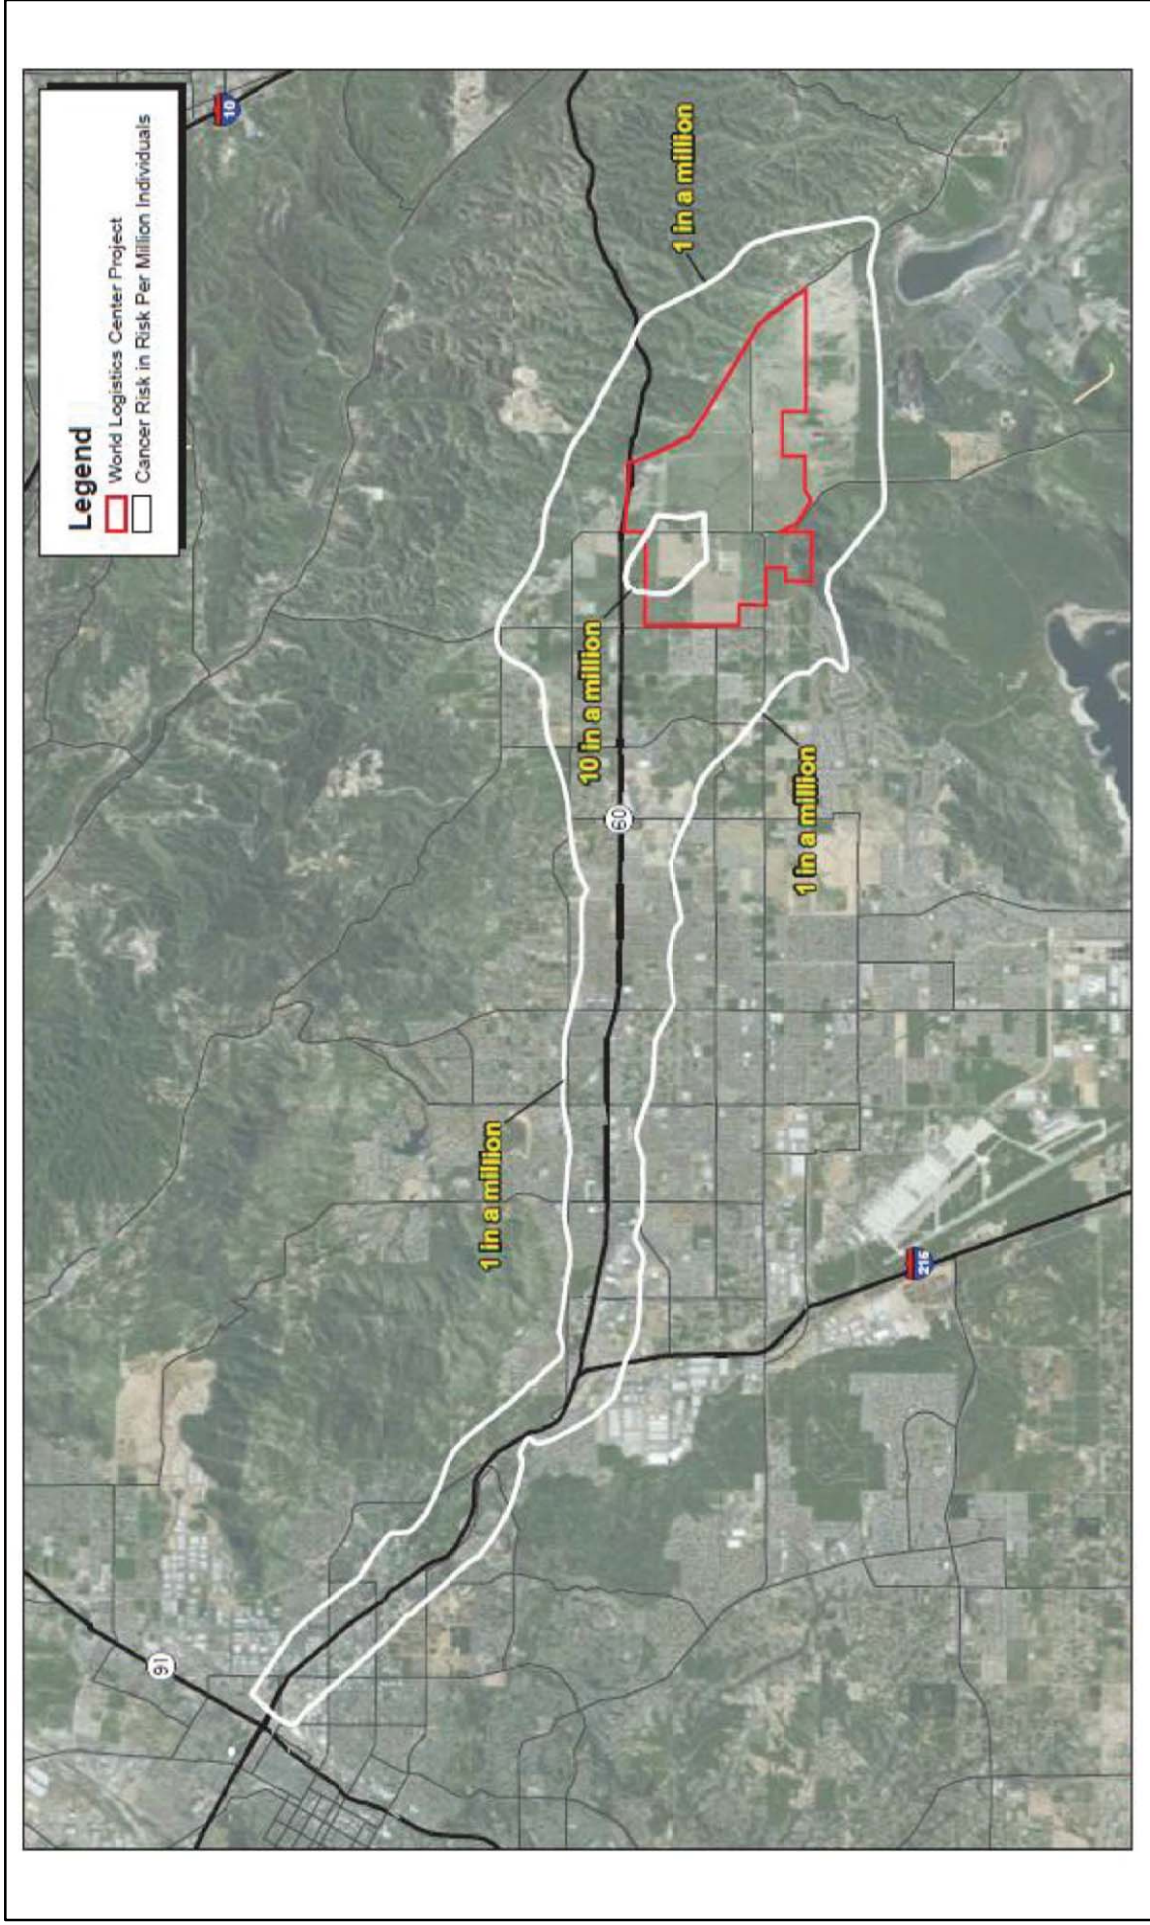 Legend
World Logistics Center Project
Cancer Risk in Risk Per Million Individuals
10
1 in a million
10 in a million
60
1 in a million
1 in a million
215
91